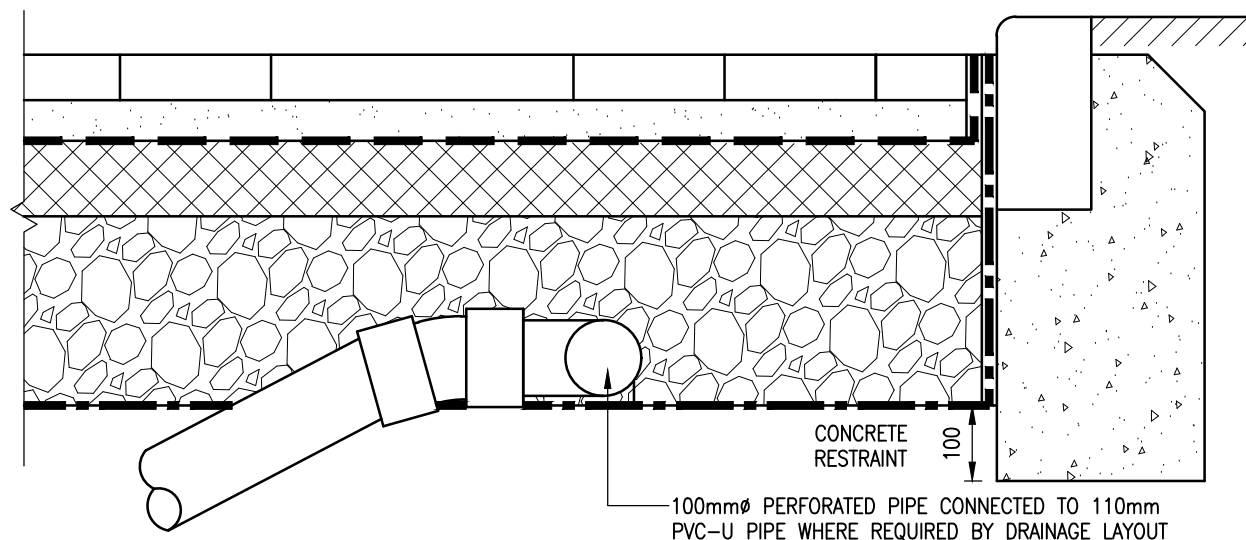 CONCRETE
RESTRAINT
100
100mmø PERFORATED PIPE CONNECTED TO 110mm
PVC-U PIPE WHERE REQUIRED BY DRAINAGE LAYOUT